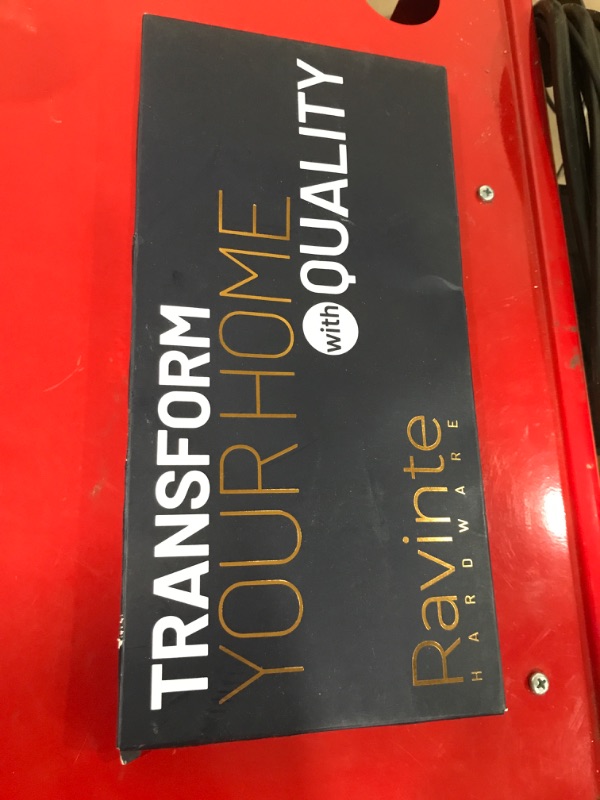 TRANSFORM
YOUR HOME
with QUALITY
Ravinte
HARDWARE